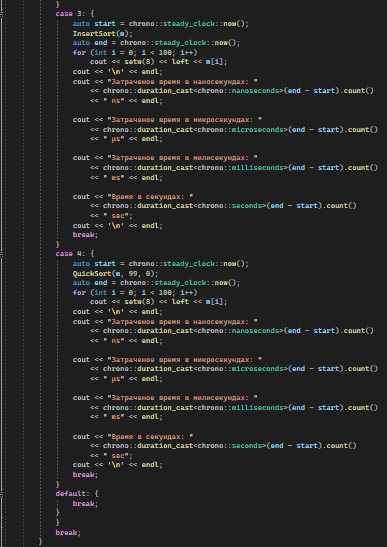 }
case 3: {
auto start = chrono::steady_clock::now();
InsertSort(m);
auto end = chrono::steady_clock::now();
for (int i = 0; i < 100; i++)
cout << setw(8) << left << m[i];
cout << '\n' << endl;
cout << "Затраченое время в наносекундах: "
<< chrono::duration_cast<chrono::nanoseconds>(end - start).count()
<< " ns" << endl;
cout << "Затраченое время в микросекундах: "
<< chrono::duration_cast<chrono::microseconds>(end - start).count()
<< " µs" << endl;
cout << "Затраченое время в милисекундах: "
<< chrono::duration_cast<chrono::milliseconds>(end - start).count()
<< " ms" << endl;
cout << "Время в секундах: "
<< chrono::duration_cast<chrono::seconds>(end - start).count()
<< " sec";
cout << '\n' << endl;
break;
}
case 4: {
auto start = chrono::steady_clock::now();
QuickSort(m, 99, 0);
auto end = chrono::steady_clock::now();
for (int i = 0; i < 100; i++)
cout << setw(8) << left << m[i];
cout << '\n' << endl;
cout << "Затраченое время в наносекундах: "
<< chrono::duration_cast<chrono::nanoseconds>(end - start).count()
<< " ns" << endl;
cout << "Затраченое время в микросекундах: "
<< chrono::duration_cast<chrono::microseconds>(end - start).count()
<< " µs" << endl;
cout << "Затраченое время в милисекундах: "
<< chrono::duration_cast<chrono::milliseconds>(end - start).count()
<< " ms" << endl;
cout << "Время в секундах: "
<< chrono::duration_cast<chrono::seconds>(end - start).count()
<< " sec";
cout << '\n' << endl;
break;
}
default: {
break;
}
}
break;
}